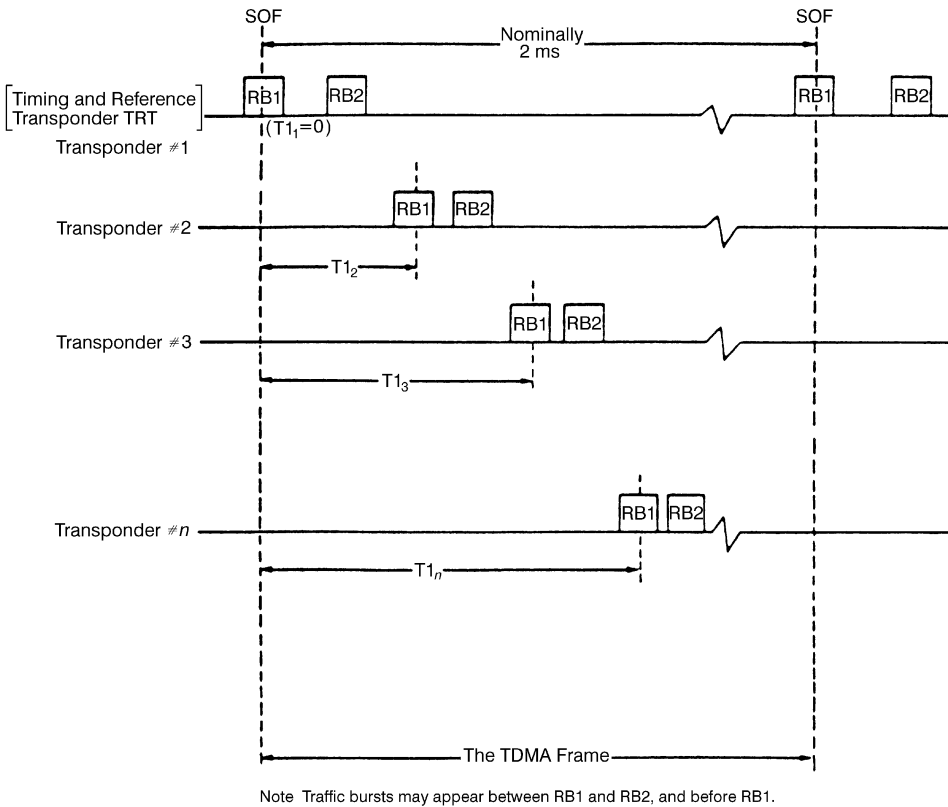 SOF
SOF
Nominally
2 ms
Timing and Reference
Transponder TRT
RB1
RB2
RB1
RB2
(T1₁=0)
Transponder #1
RB1
RB2
Transponder #2
T1₂
RB1
RB2
Transponder #3
T1₃
RB1
RB2
Transponder #n
T1ₙ
The TDMA Frame
Note Traffic bursts may appear between RB1 and RB2, and before RB1.